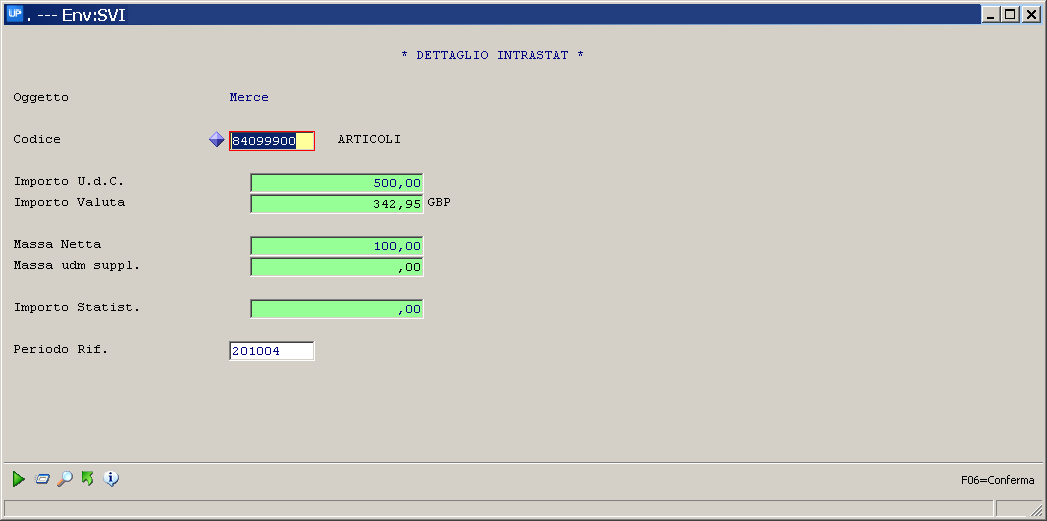 UP . --- Env:SVI
* DETTAGLIO INTRASTAT *
Oggetto Merce
Codice 84099900 ARTICOLI
Importo U.d.C. 500,00
Importo Valuta 342,95 GBP
Massa Netta 100,00
Massa udm suppl. ,00
Importo Statist. ,00
Periodo Rif. 201004
F06=Conferma